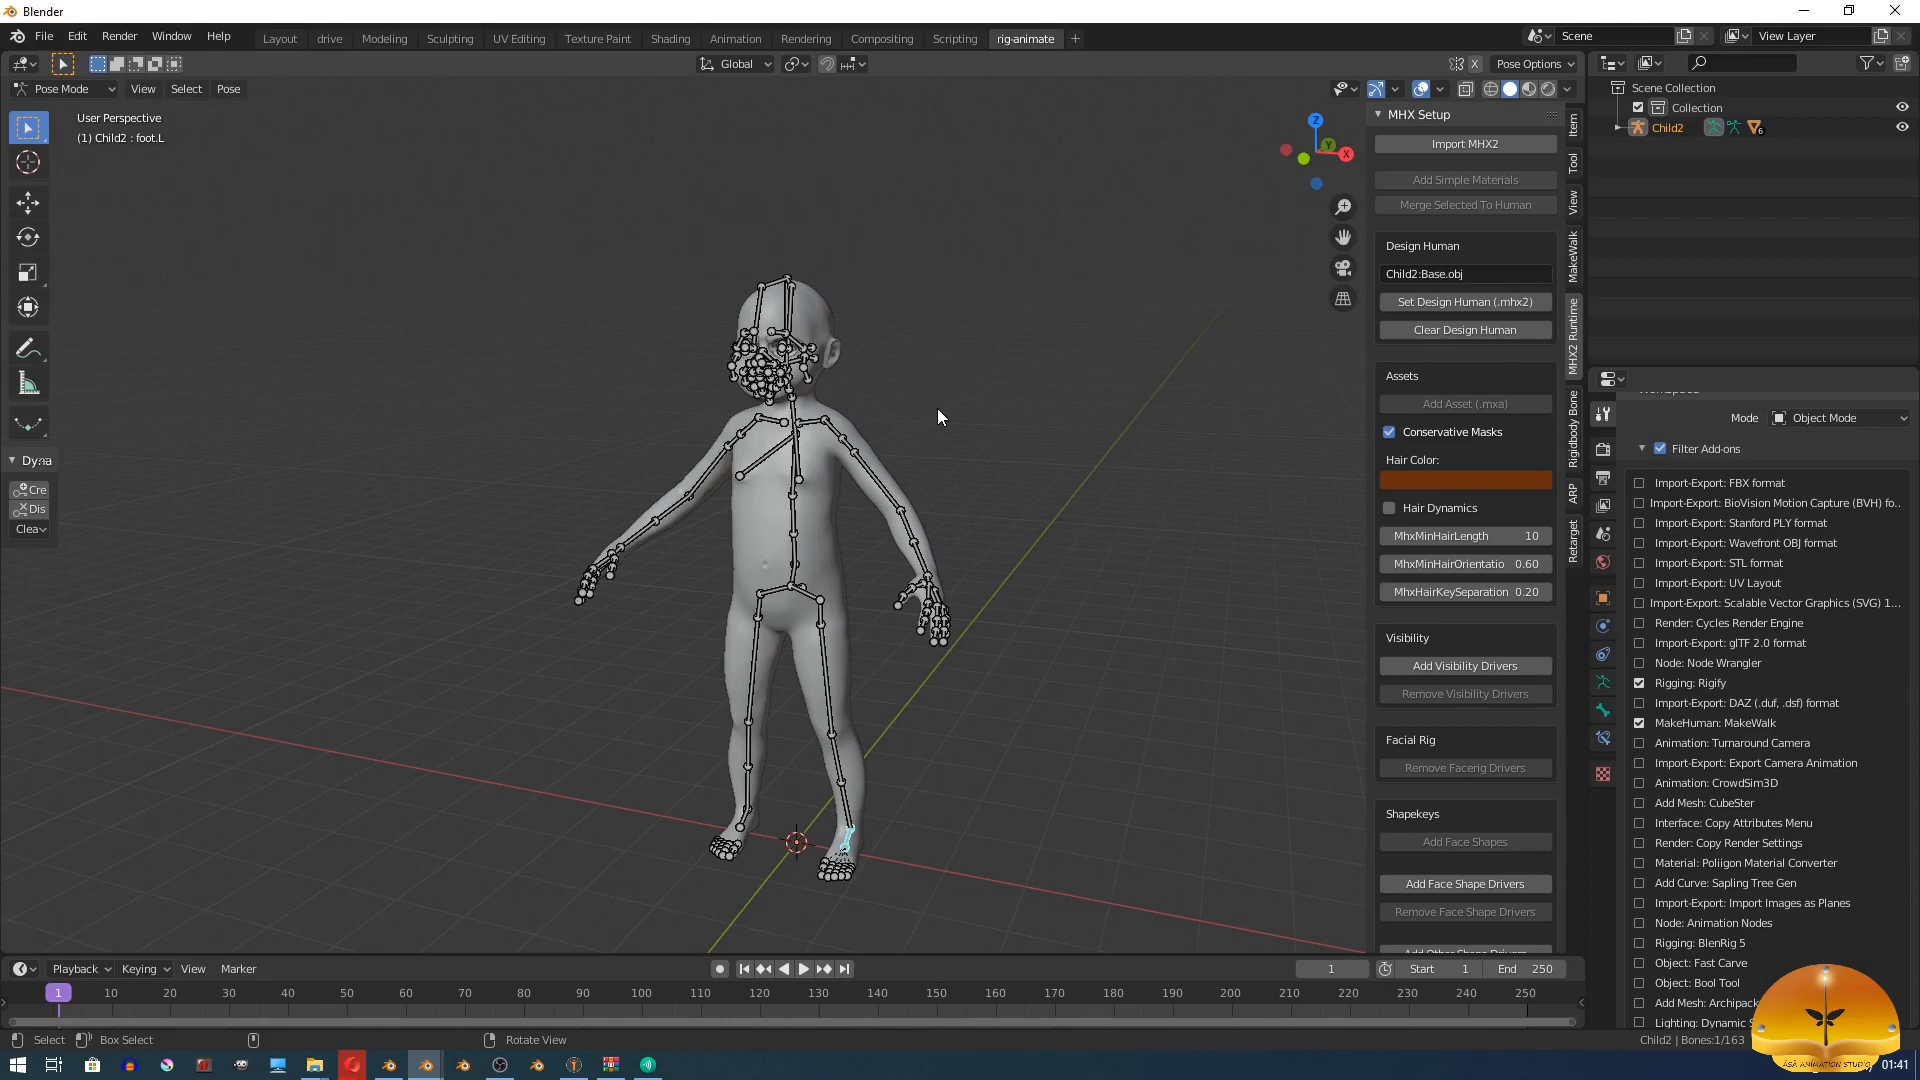 Blender
File Edit Render Window Help
Layout drive Modeling Sculpting UV Editing Texture Paint Shading Animation Rendering Compositing Scripting rig-animate
Scene
View Layer
Global
X Pose Options
Pose Mode View Select Pose
User Perspective
(1) Child2 : foot.L
Z
Y
X
Dyna
Cre
Dis
Clea
MHX Setup
Import MHX2
Add Simple Materials
Merge Selected To Human
Design Human
Child2:Base.obj
Set Design Human (.mhx2)
Clear Design Human
Assets
Add Asset (.mxa)
Conservative Masks
Hair Color:
Hair Dynamics
MhxMinHairLength 10
MhxMinHairOrientatio 0.60
MhxHairKeySeparation 0.20
Visibility
Add Visibility Drivers
Remove Visibility Drivers
Facial Rig
Remove Facerig Drivers
Shapekeys
Add Face Shapes
Add Face Shape Drivers
Remove Face Shape Drivers
Add Other Shape Drivers
Item
Tool
View
MakeWalk
MHX2 Runtime
Rigidbody Bone
ARP
Retarget
Scene Collection
Collection
Child2
6
Workspace
Mode Object Mode
Filter Add-ons
Import-Export: FBX format
Import-Export: BioVision Motion Capture (BVH) fo..
Import-Export: Stanford PLY format
Import-Export: Wavefront OBJ format
Import-Export: STL format
Import-Export: UV Layout
Import-Export: Scalable Vector Graphics (SVG) 1...
Render: Cycles Render Engine
Import-Export: glTF 2.0 format
Node: Node Wrangler
Rigging: Rigify
Import-Export: DAZ (.duf, .dsf) format
MakeHuman: MakeWalk
Animation: Turnaround Camera
Import-Export: Export Camera Animation
Animation: CrowdSim3D
Add Mesh: CubeSter
Interface: Copy Attributes Menu
Render: Copy Render Settings
Material: Poliigon Material Converter
Add Curve: Sapling Tree Gen
Import-Export: Import Images as Planes
Node: Animation Nodes
Rigging: BlenRig 5
Object: Fast Carve
Object: Bool Tool
Add Mesh: Archipack
Lighting: Dynamic S
Playback Keying View Marker
1 Start 1 End 250
1 10 20 30 40 50 60 70 80 90 100 110 120 130 140 150 160 170 180 190 200 210 220 230 240 250
Select Box Select Rotate View
Child2 | Bones:1/163
ASA ANIMATION STUDIO
01:41